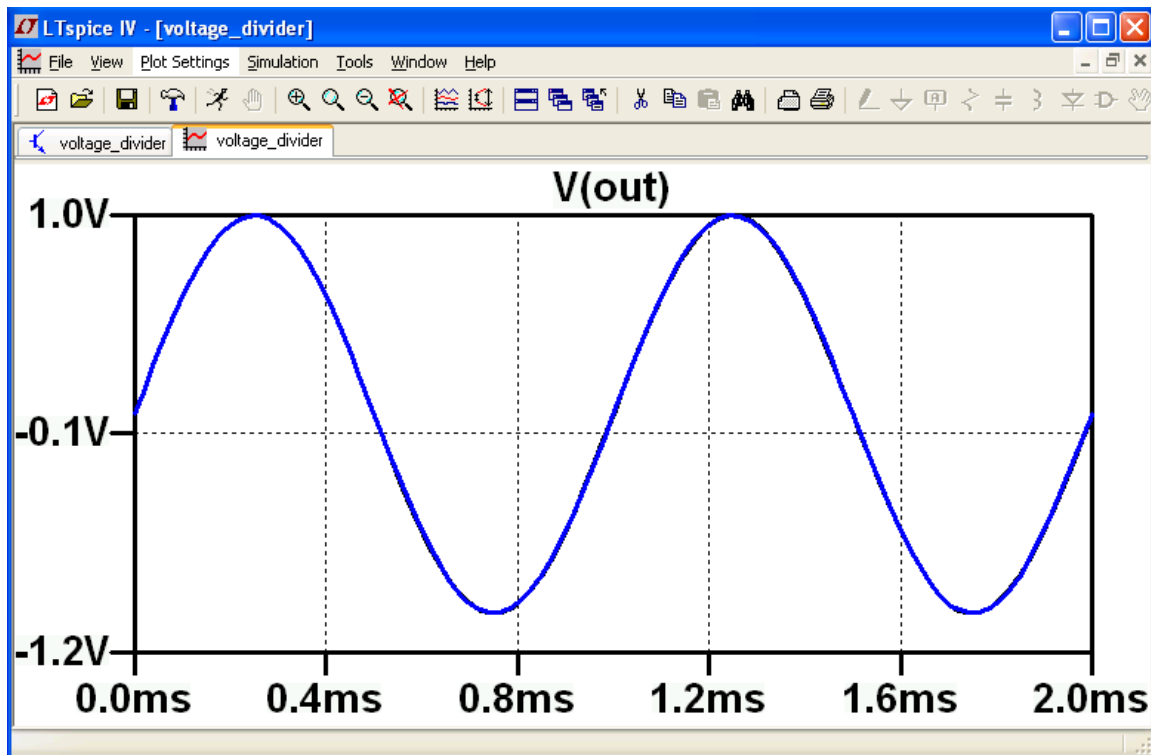 LTspice IV - [voltage_divider]
File View Plot Settings Simulation Tools Window Help
voltage_divider voltage_divider
V(out)
1.0V
-0.1V
-1.2V
0.0ms 0.4ms 0.8ms 1.2ms 1.6ms 2.0ms